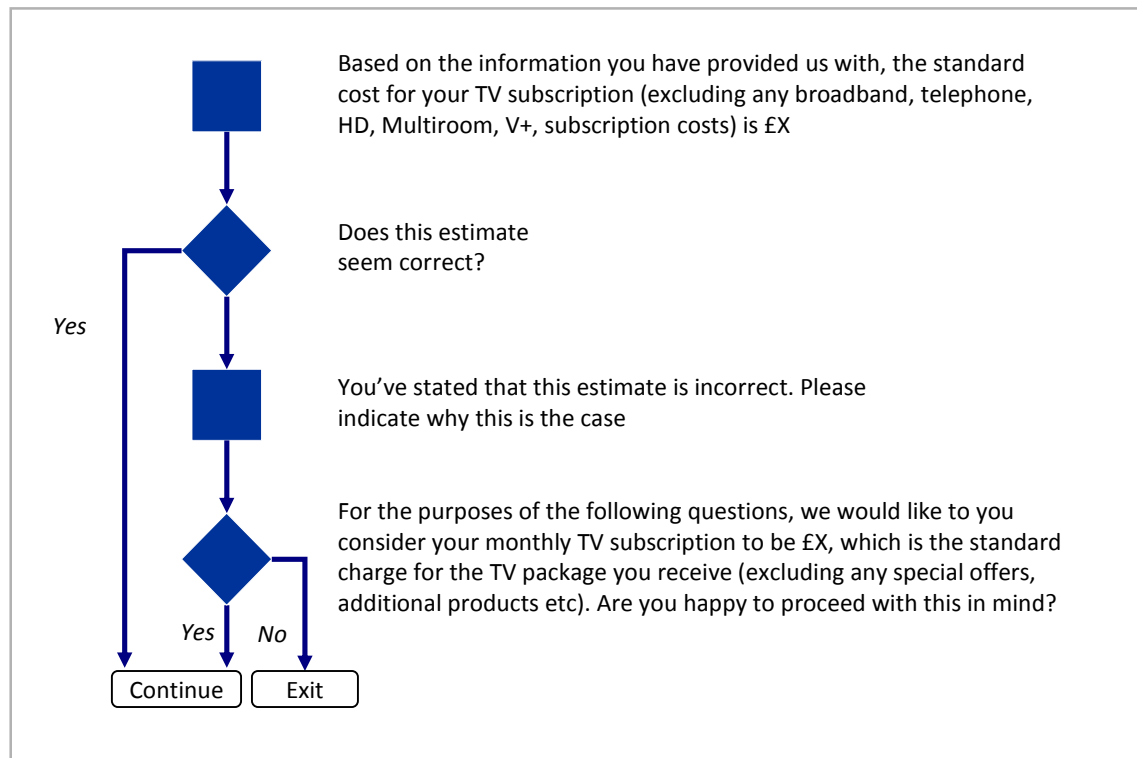 Based on the information you have provided us with, the standard
cost for your TV subscription (excluding any broadband, telephone,
HD, Multiroom, V+, subscription costs) is £X
Does this estimate
seem correct?
Yes
You’ve stated that this estimate is incorrect. Please
indicate why this is the case
For the purposes of the following questions, we would like to you
consider your monthly TV subscription to be £X, which is the standard
charge for the TV package you receive (excluding any special offers,
additional products etc). Are you happy to proceed with this in mind?
Yes No
Continue Exit